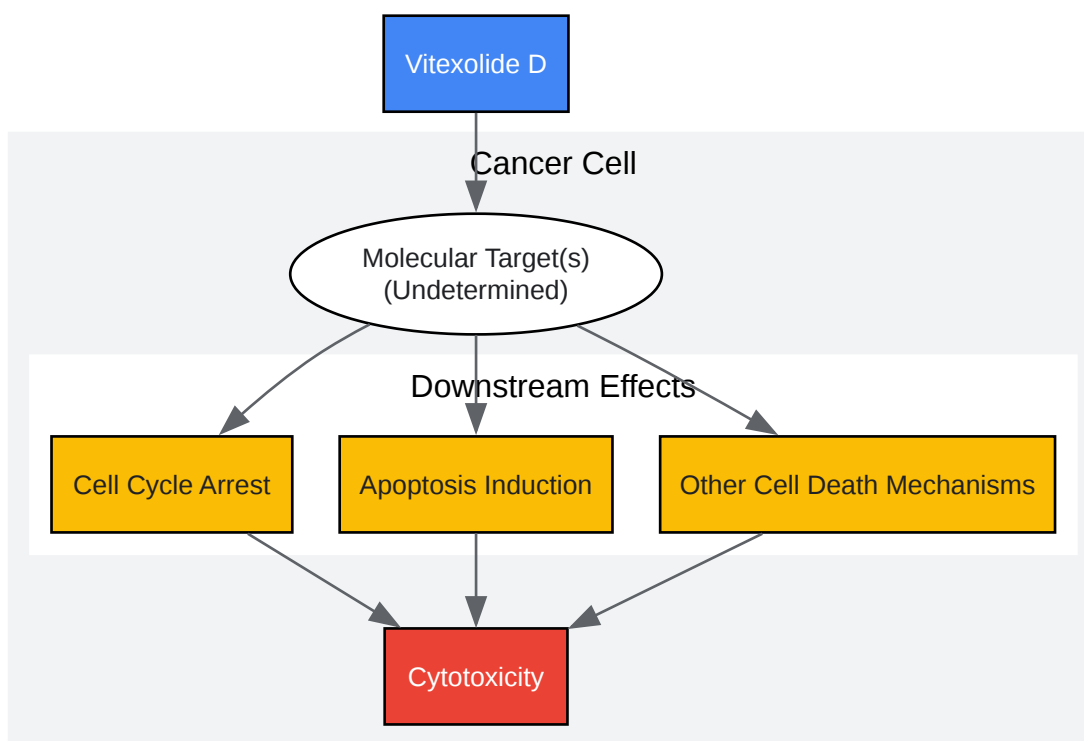 Vitexolide D
Cancer Cell
Molecular Target(s)
(Undetermined)
Downstream Effects
Cell Cycle Arrest
Apoptosis Induction
Other Cell Death Mechanisms
Cytotoxicity